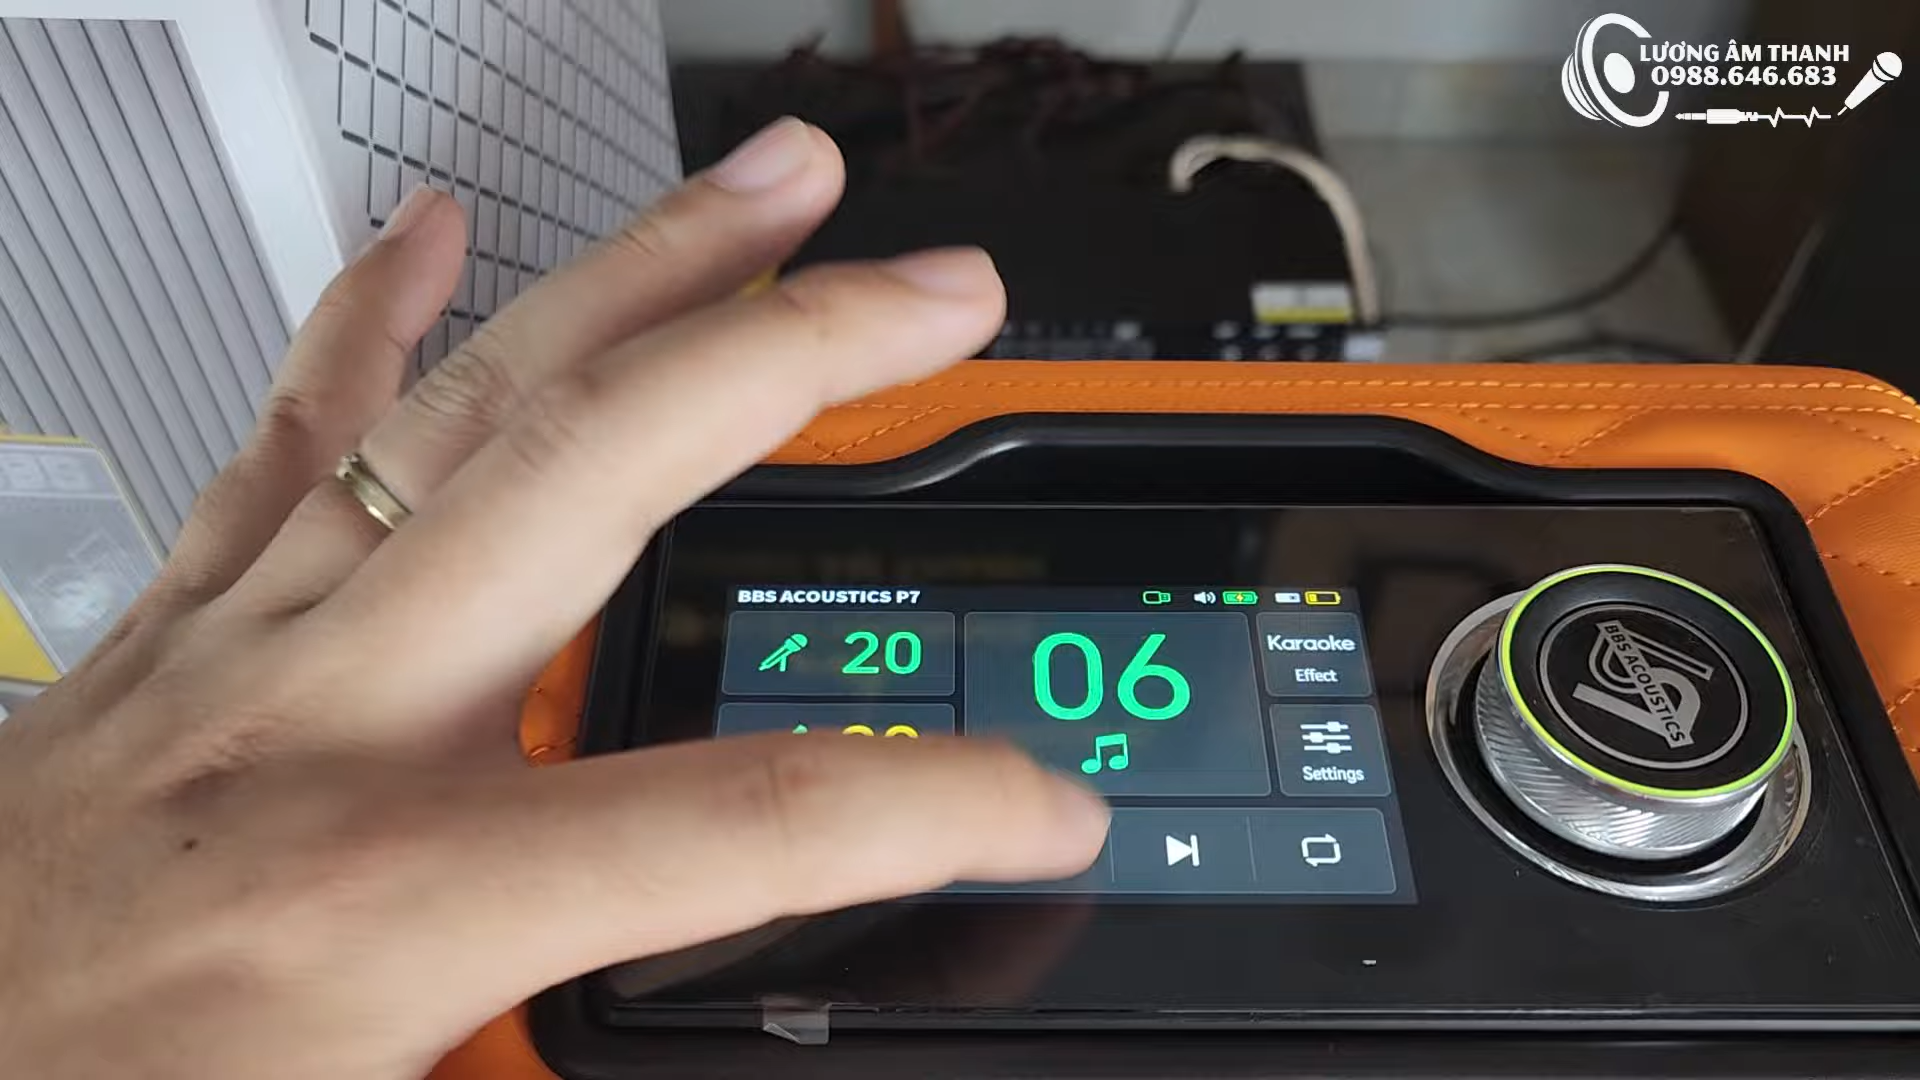 LƯƠNG ÂM THANH
0988.646.683
BBS ACOUSTICS P7
20
06
Karaoke
Effect
Settings
BBS ACOUSTICS